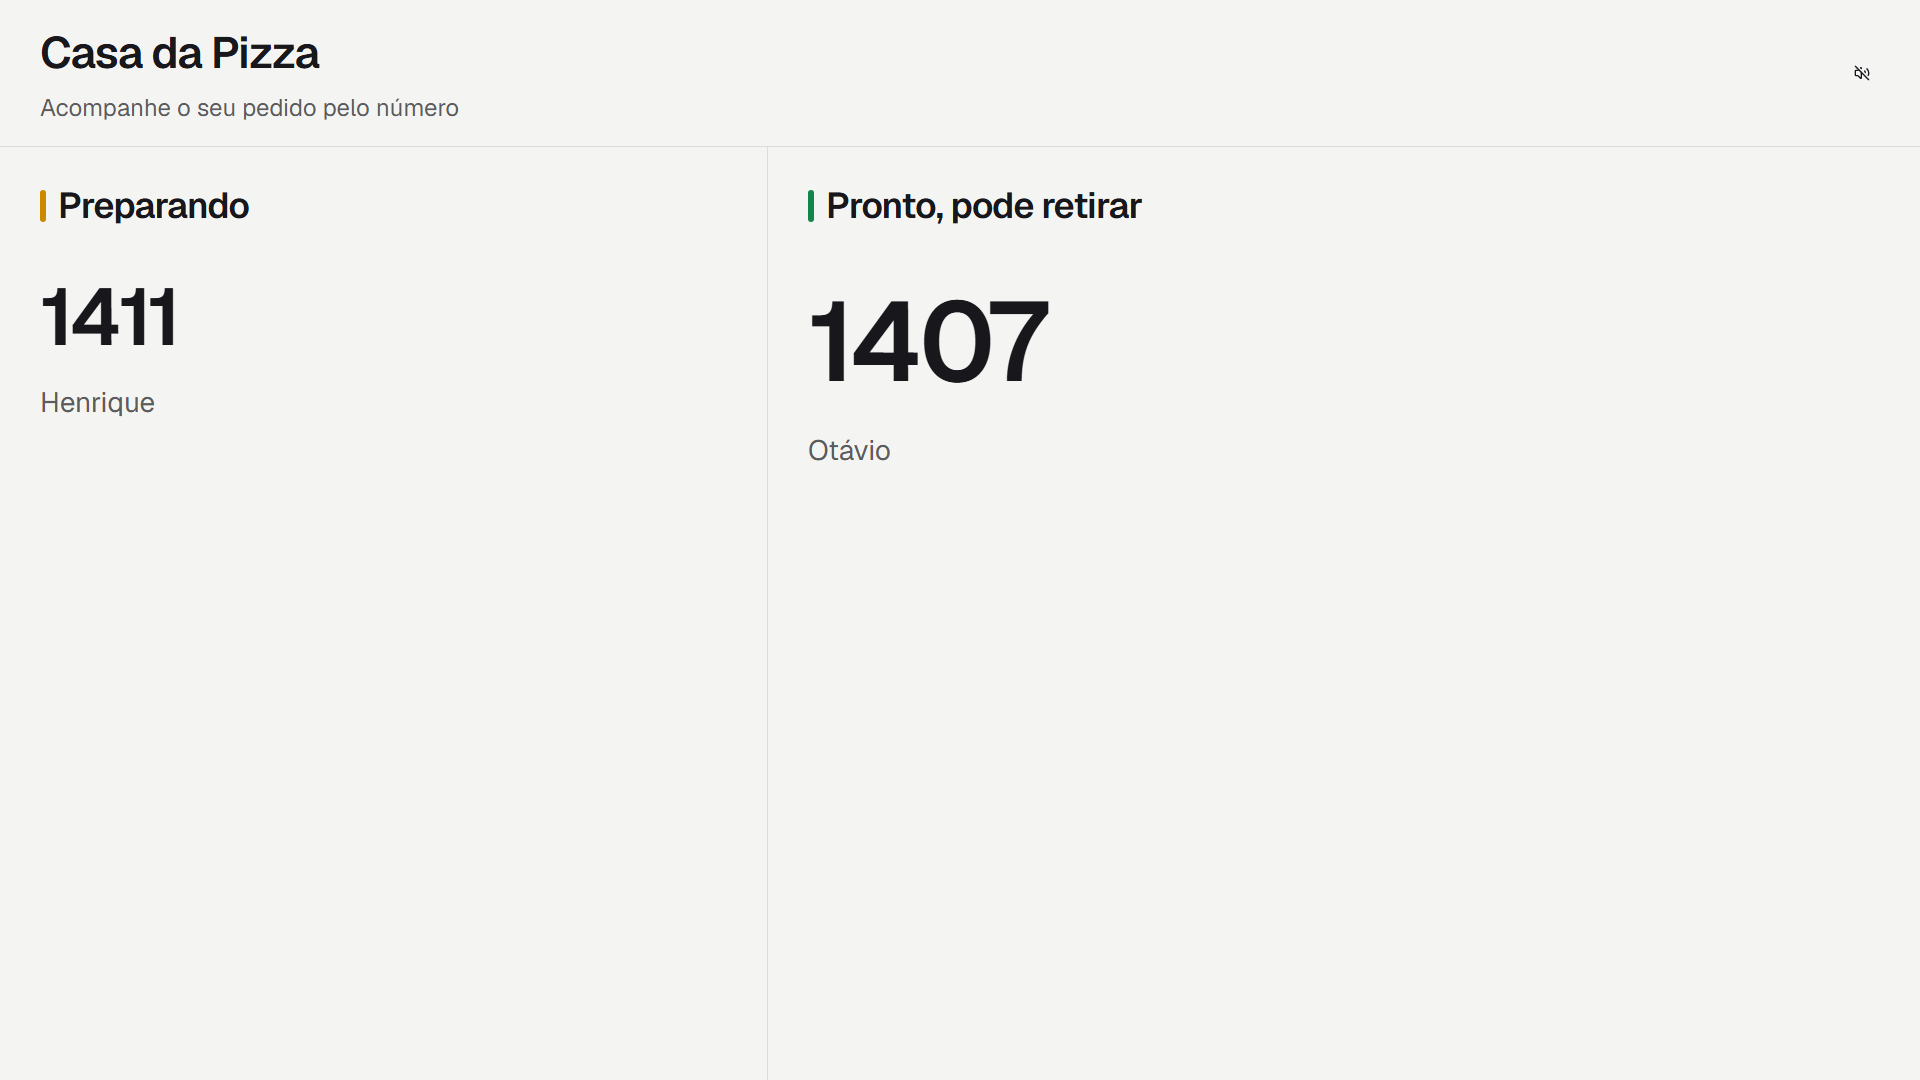 Casa da Pizza
Acompanhe o seu pedido pelo número
Preparando
1411
Henrique
Pronto, pode retirar
1407
Otávio